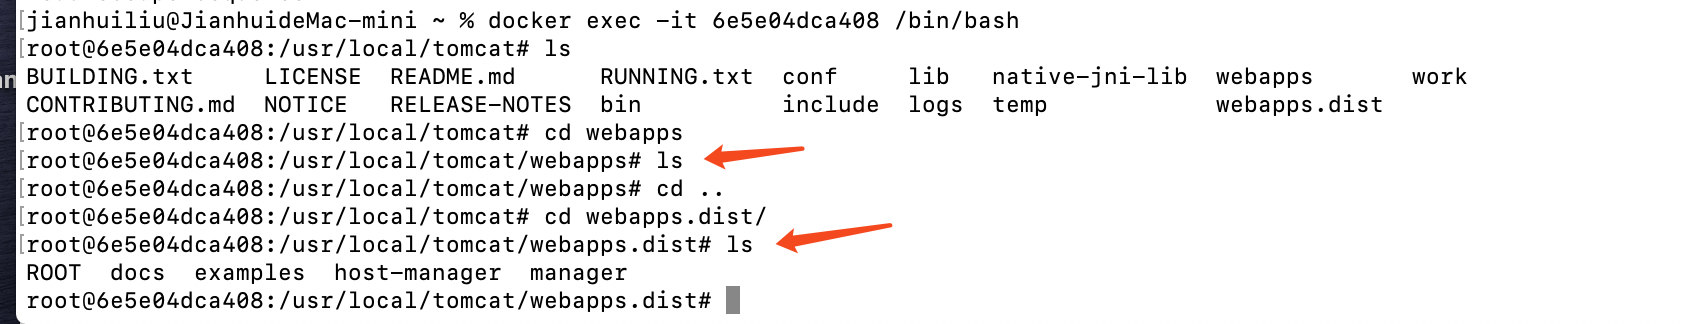 jianhuiliu@JianhuideMac-mini ~ % docker exec -it 6e5e04dca408 /bin/bash
root@6e5e04dca408:/usr/local/tomcat# ls
BUILDING.txt     LICENSE  README.md      RUNNING.txt  conf     lib   native-jni-lib  webapps       work
CONTRIBUTING.md  NOTICE   RELEASE-NOTES  bin          include  logs  temp            webapps.dist
root@6e5e04dca408:/usr/local/tomcat# cd webapps
root@6e5e04dca408:/usr/local/tomcat/webapps# ls
root@6e5e04dca408:/usr/local/tomcat/webapps# cd ..
root@6e5e04dca408:/usr/local/tomcat# cd webapps.dist/
root@6e5e04dca408:/usr/local/tomcat/webapps.dist# ls
ROOT  docs  examples  host-manager  manager
root@6e5e04dca408:/usr/local/tomcat/webapps.dist#